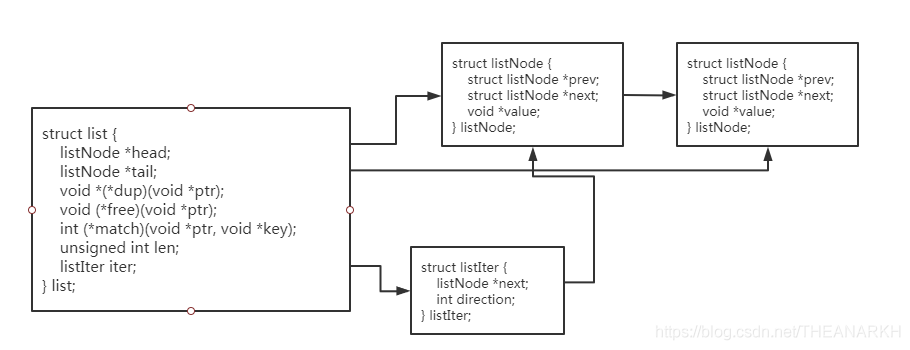 struct list {
listNode *head;
listNode *tail;
void *(*dup)(void *ptr);
void (*free)(void *ptr);
int (*match)(void *ptr, void *key);
unsigned int len;
listIter iter;
} list;
struct listNode {
struct listNode *prev;
struct listNode *next;
void *value;
} listNode;
struct listNode {
struct listNode *prev;
struct listNode *next;
void *value;
} listNode;
struct listIter {
listNode *next;
int direction;
} listIter;
https://blog.csdn.net/THEANARKH